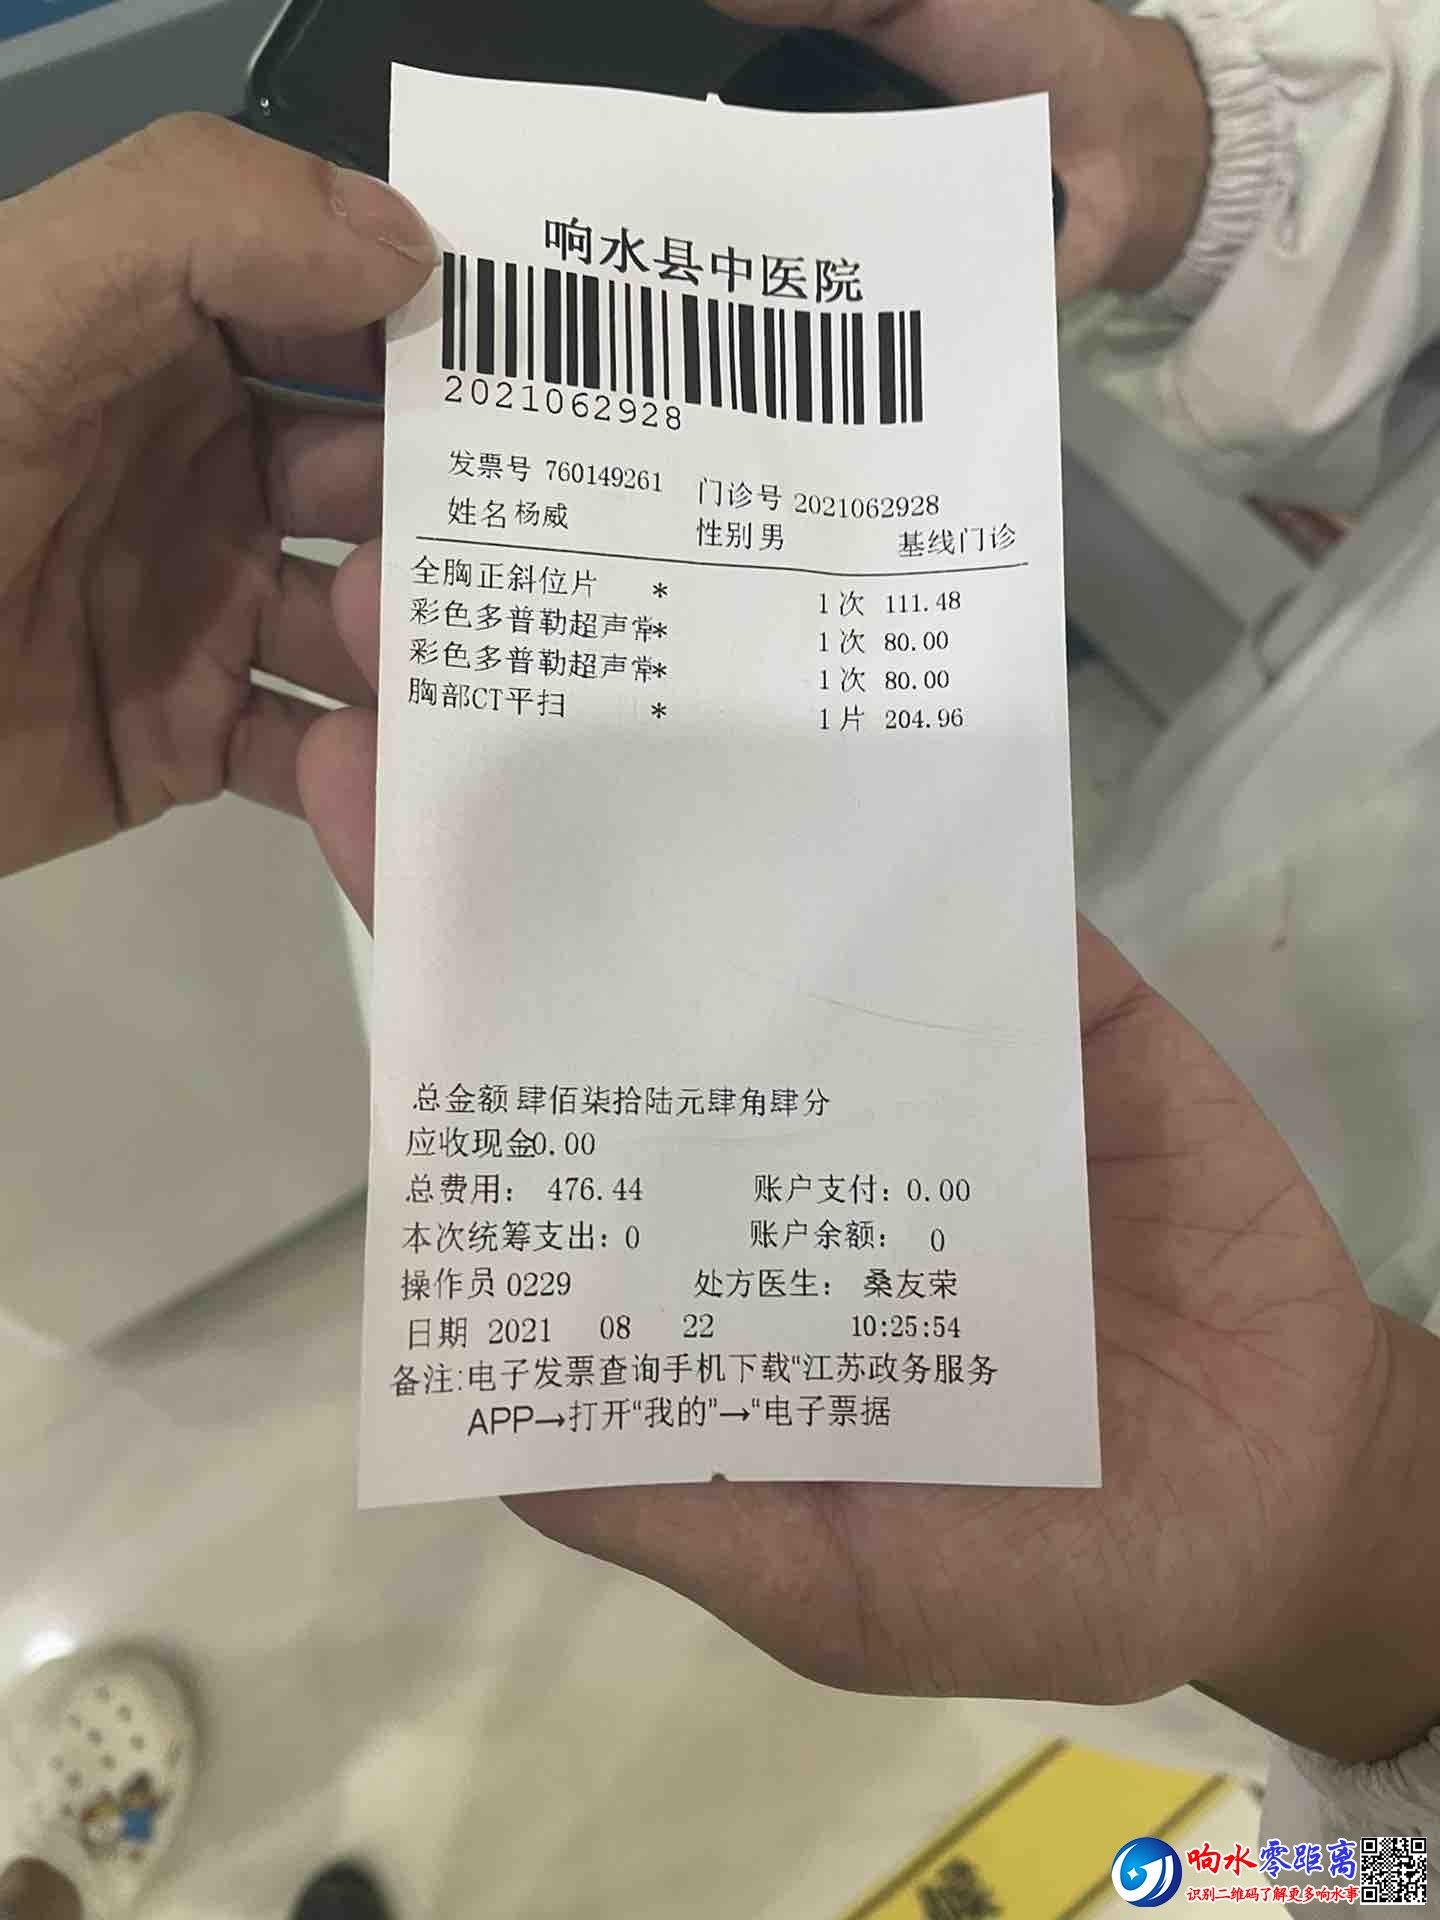 响水县中医院
2021062928
发票号 760149261 门诊号 2021062928
姓名 杨威 性别 男 基线门诊
全胸正斜位片 * 1 次 111.48
彩色多普勒超声常* 1 次 80.00
彩色多普勒超声常* 1 次 80.00
胸部CT平扫 * 1 片 204.96
总金额 肆佰柒拾陆元肆角肆分
应收现金0.00
总费用： 476.44 账户支付：0.00
本次统筹支出：0 账户余额： 0
操作员 0229 处方医生： 桑友荣
日期 2021 08 22 10:25:54
备注:电子发票查询手机下载“江苏政务服务
APP→打开“我的”→“电子票据
响水零距离
识别二维码了解更多响水事